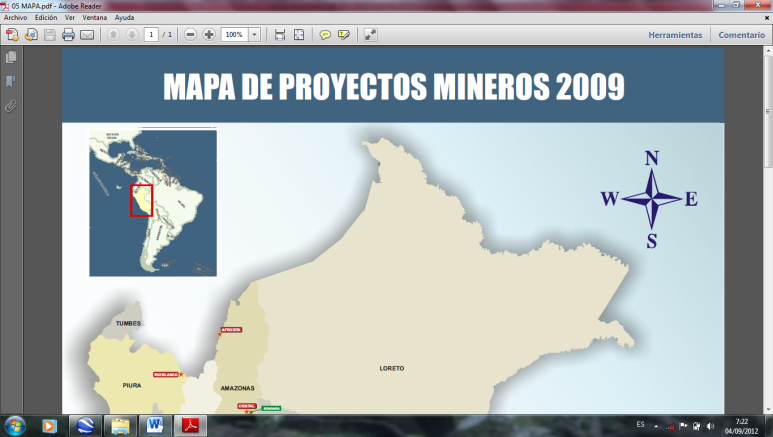 05 MAPA.pdf - Adobe Reader
Archivo Edición Ver Ventana Ayuda
1 / 1 100% Herramientas Comentario
MAPA DE PROYECTOS MINEROS 2009
N
W E
S
TUMBES
AFRODITA
LORETO
RIO BLANCO
PIURA
AMAZONAS
CRISTAL
ES 7:22
04/09/2012